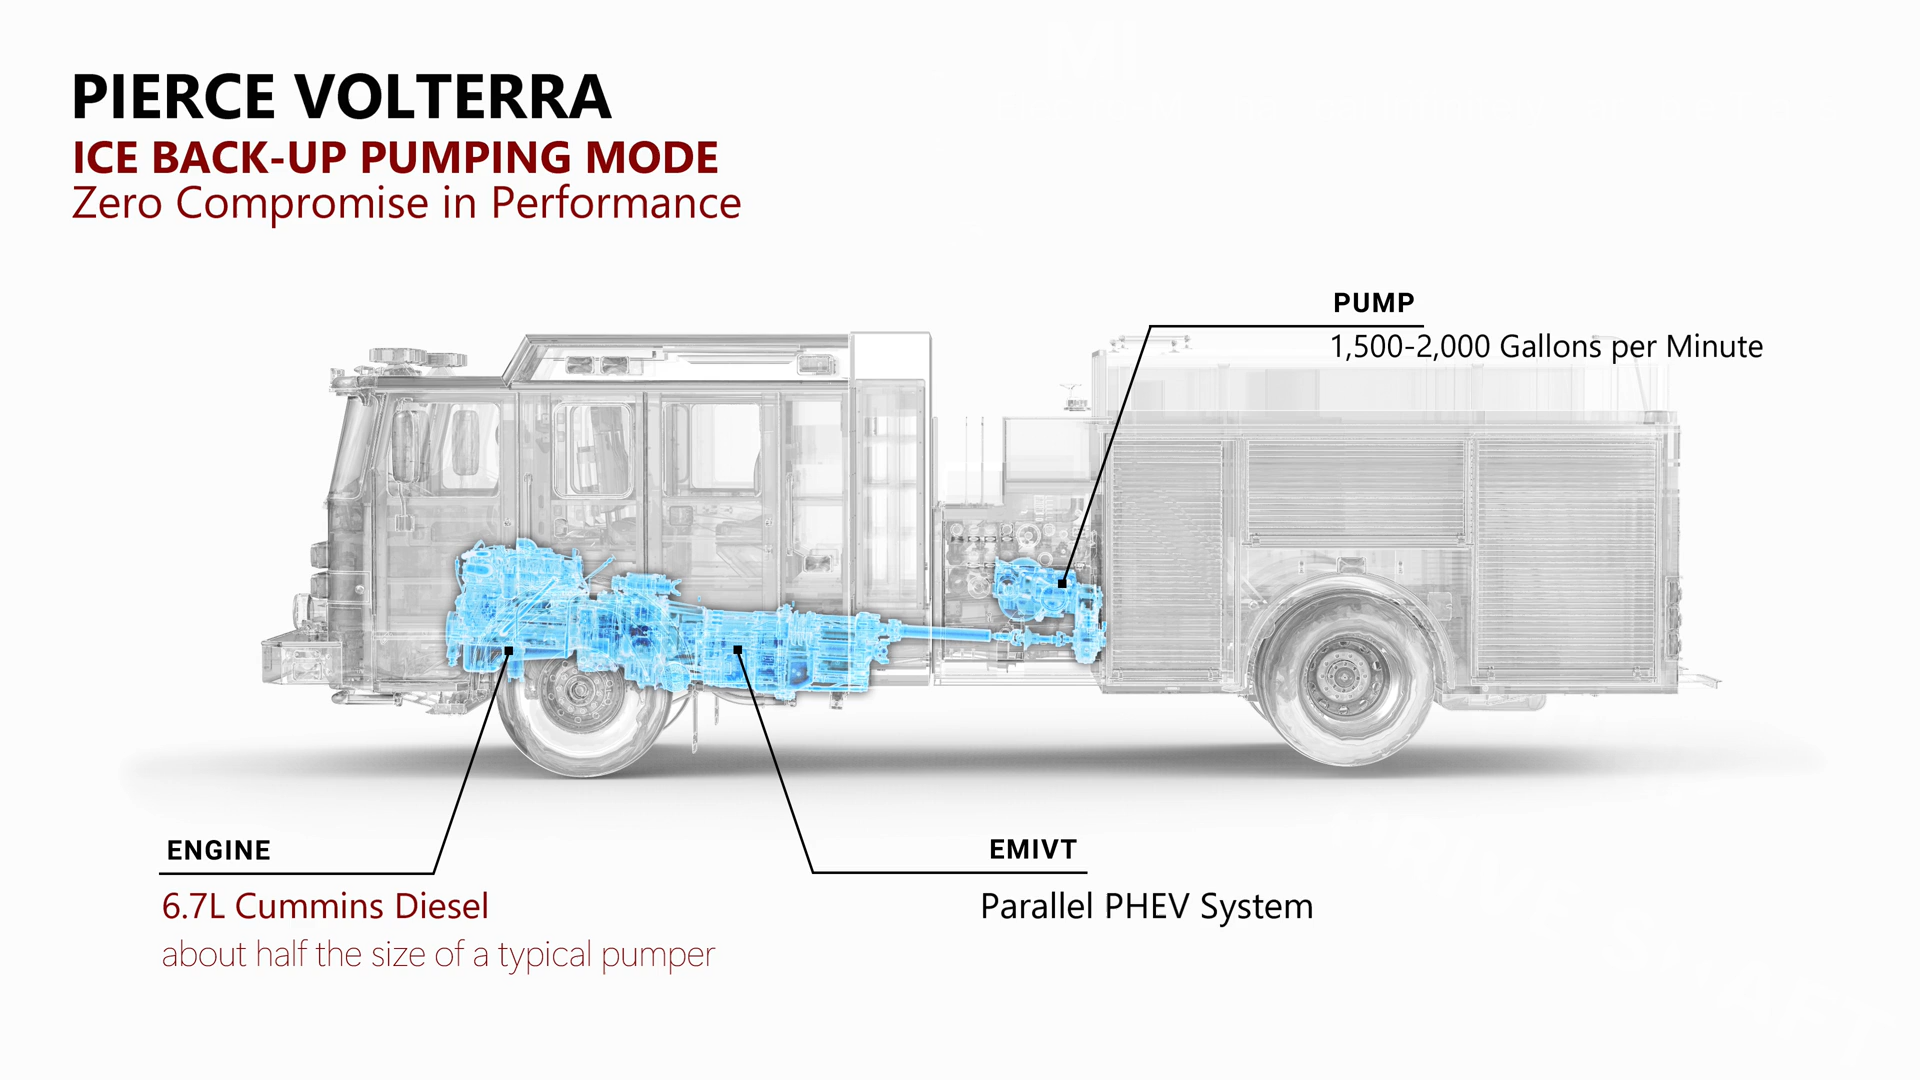 PIERCE VOLTERRA
ICE BACK-UP PUMPING MODE
Zero Compromise in Performance
PUMP
1,500-2,000 Gallons per Minute
ENGINE
6.7L Cummins Diesel
about half the size of a typical pumper
EMIVT
Parallel PHEV System